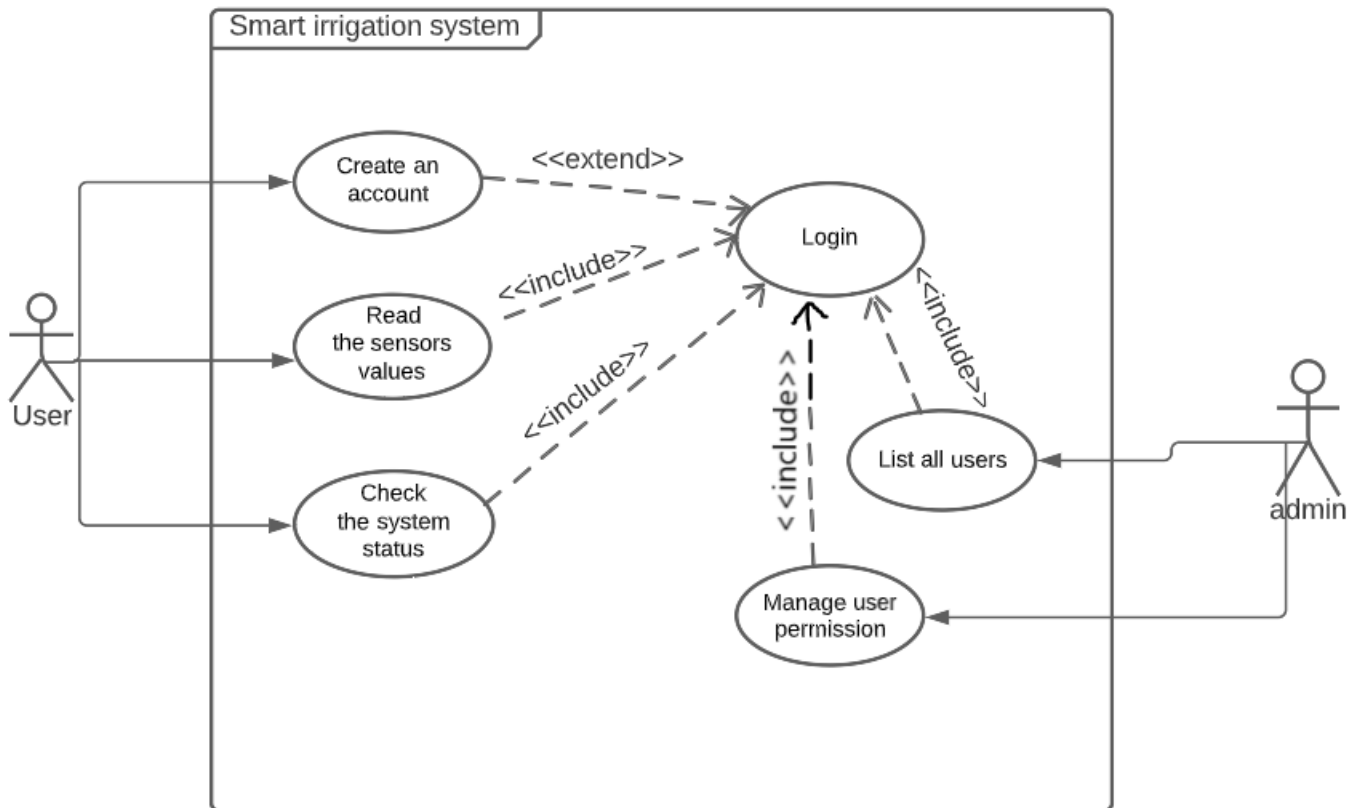 Smart irrigation system
Create an
account
<<extend>>
Login
<<include>>
Read
the sensors
values
User
<<include>>
Check
the system
status
<<include>>
<<include>>
List all users
admin
Manage user
permission